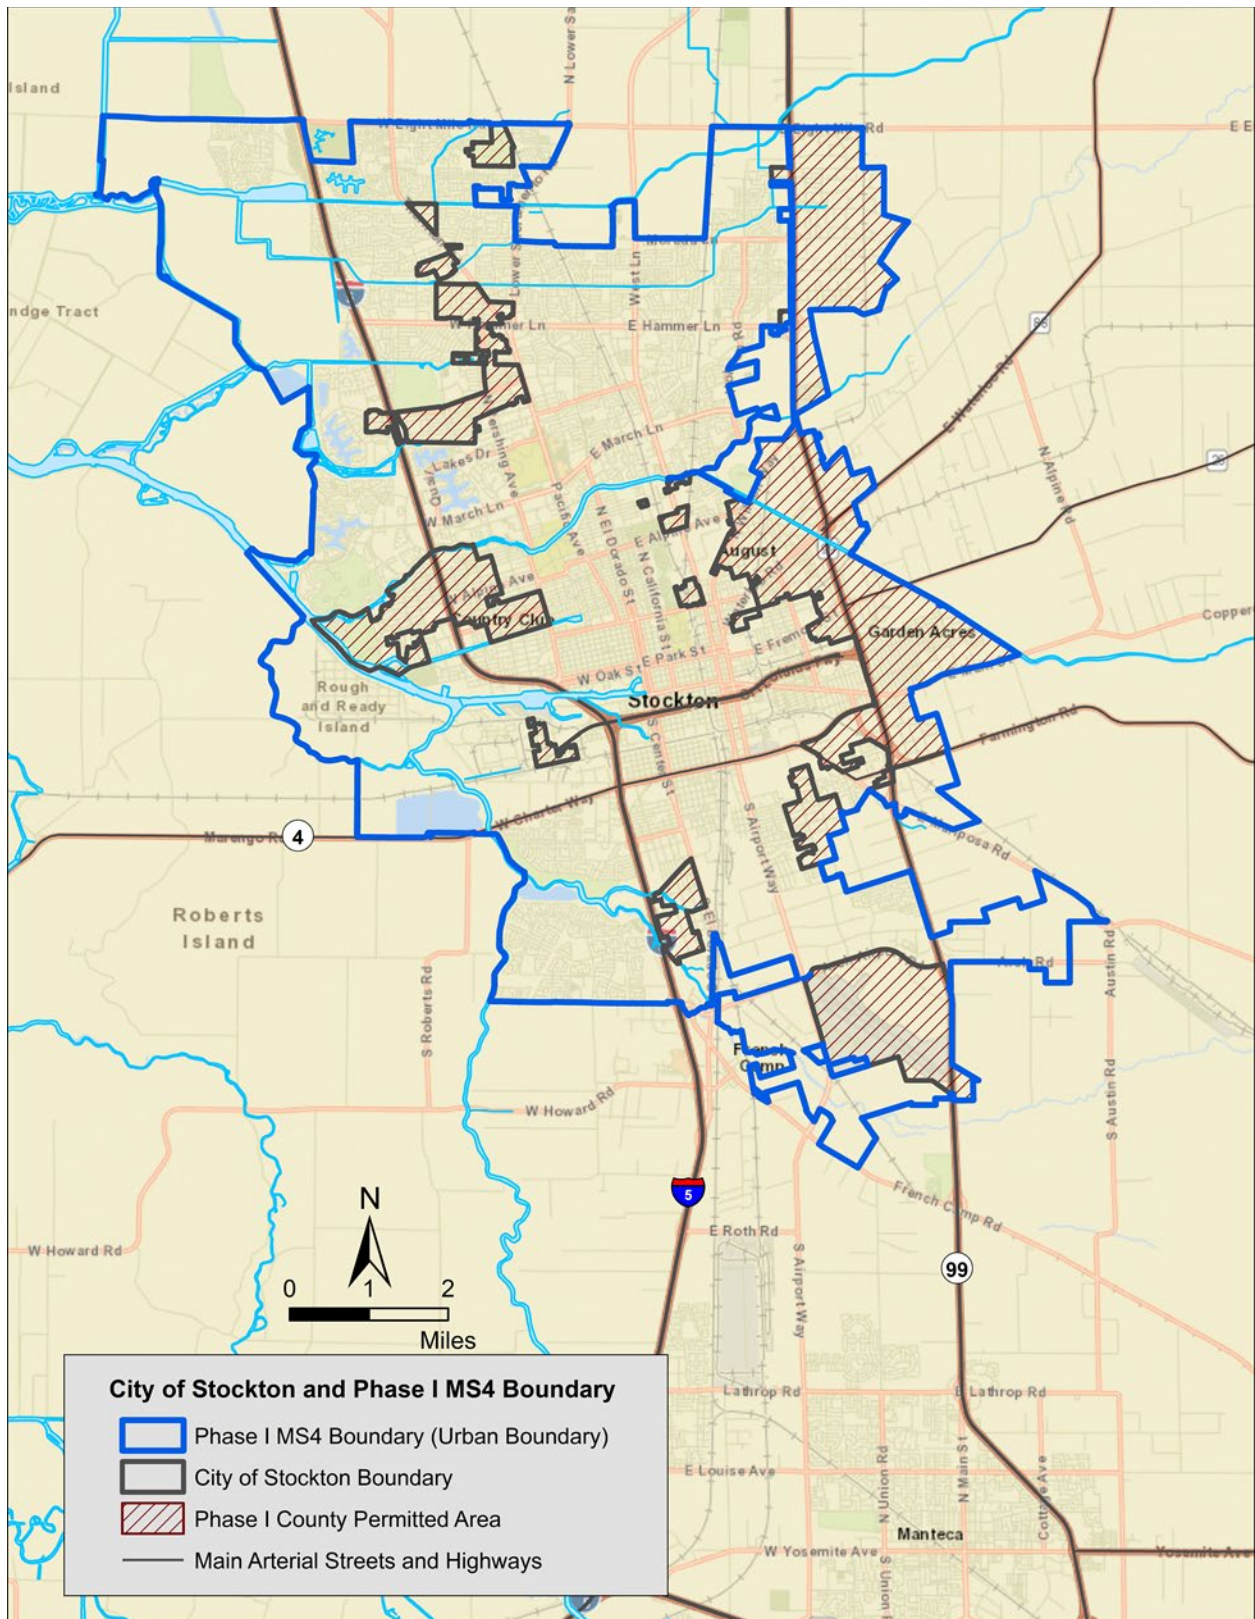 Island
N Lower Sa
W Eight Mile Rd
E Eight Mile Rd
E E
Morada Ln
West Ln
ndge Tract
E Hammer Ln
88
E Waterloo Rd
26
E March Ln
Lakes Dr
W March Ln
Pacific Ave
N El Dorado St
E Alpine Ave
N Alpine Rd
W Alpine Ave
E N California St
August
Country Club
E Fremont St
Garden Acres
Copper
E Park St
W Oak St
Rough
and Ready
Island
Stockton
S Center St
Farmington Rd
W Charter Way
S Airport Way
E Mariposa Rd
4
Roberts
Island
Arch Rd
Austin Rd
S Roberts Rd
French
Camp
S Austin Rd
W Howard Rd
5
French Camp Rd
N
W Howard Rd
E Roth Rd
S Airport Way
99
0 1 2
Miles
Lathrop Rd
E Lathrop Rd
E Louise Ave
N Union Rd
N Main St
Cottage Ave
Manteca
W Yosemite Ave
Yosemite Ave
City of Stockton and Phase I MS4 Boundary
Phase I MS4 Boundary (Urban Boundary)
City of Stockton Boundary
Phase I County Permitted Area
Main Arterial Streets and Highways